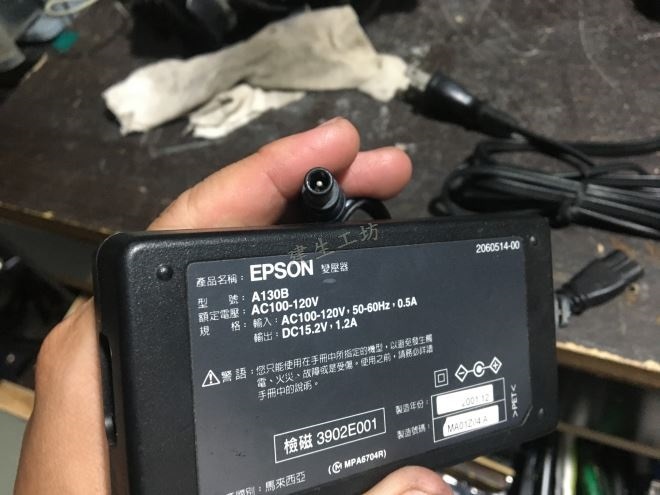 建生工坊
2060514-00
產品名稱: EPSON 變壓器
型 號: A130B
額定電壓: AC100-120V
規 格: 輸入: AC100-120V, 50-60Hz, 0.5A
輸出: DC15.2V, 1.2A
警語: 您只能使用在手冊中所指定的機型, 以避免發生觸
電、火災、故障或是受傷。使用之前, 請務必詳讀
手冊中的說明。
製造年份: 2001.12
製造號碼:
>PET<
檢磁 3902E001
(M MPA6704R)
馬來西亞